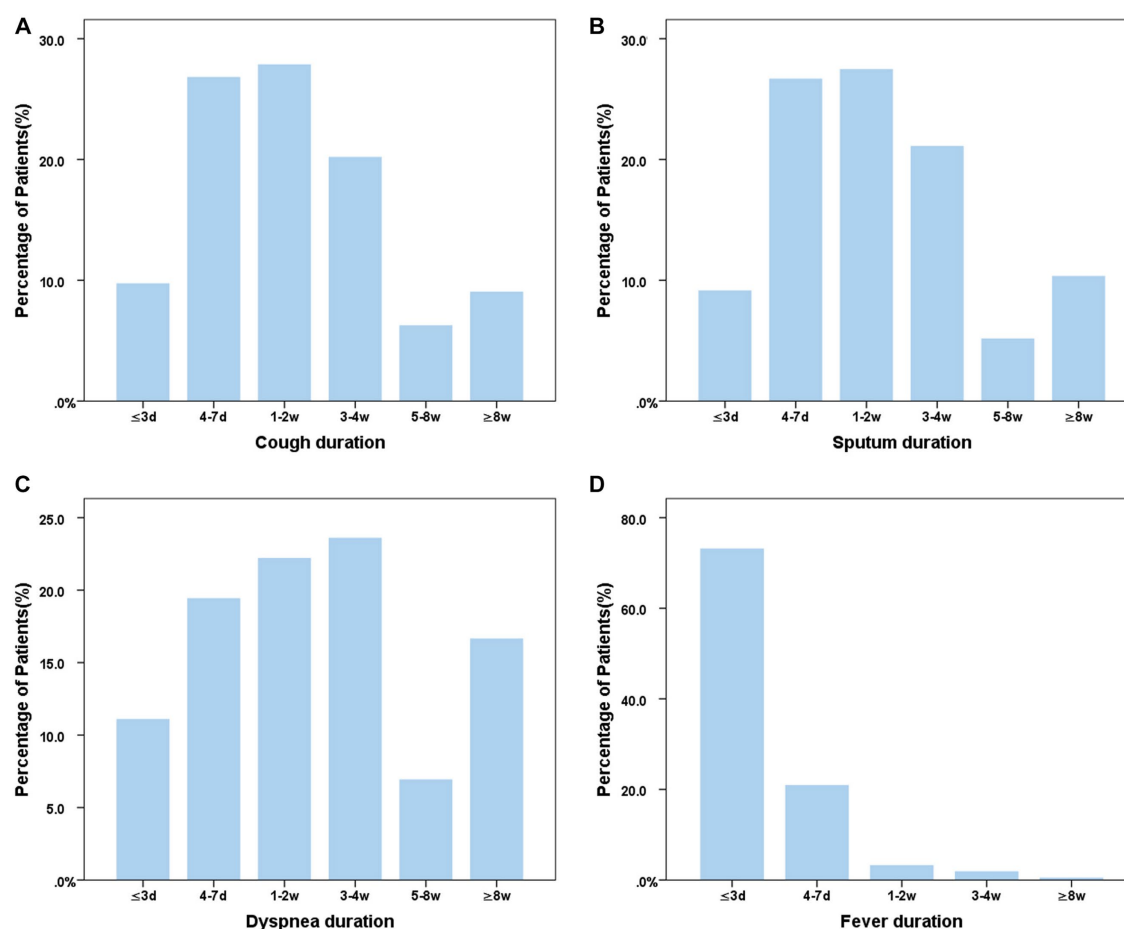 A
Percentage of Patients(%)
30.0
20.0
10.0
.0%
≤3d 4-7d 1-2w 3-4w 5-8w ≥8w
Cough duration
B
Percentage of Patients(%)
30.0
20.0
10.0
.0%
≤3d 4-7d 1-2w 3-4w 5-8w ≥8w
Sputum duration
C
Percentage of Patients(%)
25.0
20.0
15.0
10.0
5.0
.0%
≤3d 4-7d 1-2w 3-4w 5-8w ≥8w
Dyspnea duration
D
Percentage of Patients(%)
80.0
60.0
40.0
20.0
.0%
≤3d 4-7d 1-2w 3-4w ≥8w
Fever duration